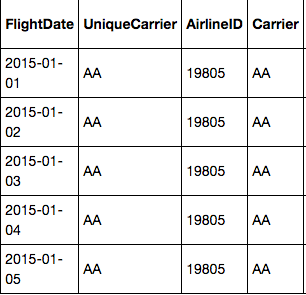 FlightDate UniqueCarrier AirlineID Carrier
2015-01-
01 AA 19805 AA
2015-01-
02 AA 19805 AA
2015-01-
03 AA 19805 AA
2015-01-
04 AA 19805 AA
2015-01-
05 AA 19805 AA